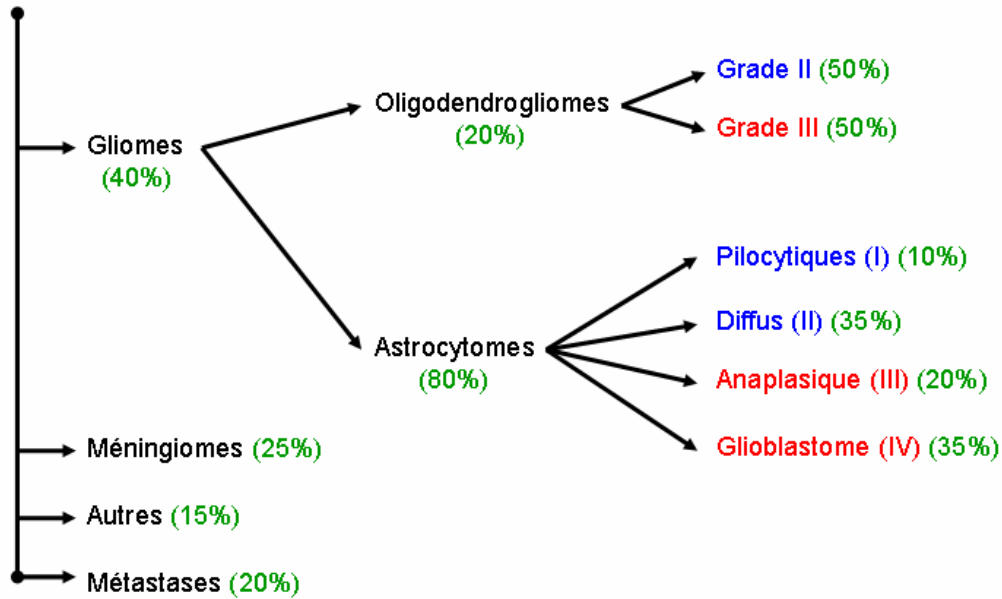 Gliomes
(40%)
Oligodendrogliomes
(20%)
Grade II (50%)
Grade III (50%)
Astrocytomes
(80%)
Pilocytiques (I) (10%)
Diffus (II) (35%)
Anaplasique (III) (20%)
Glioblastome (IV) (35%)
Méningiomes (25%)
Autres (15%)
Métastases (20%)